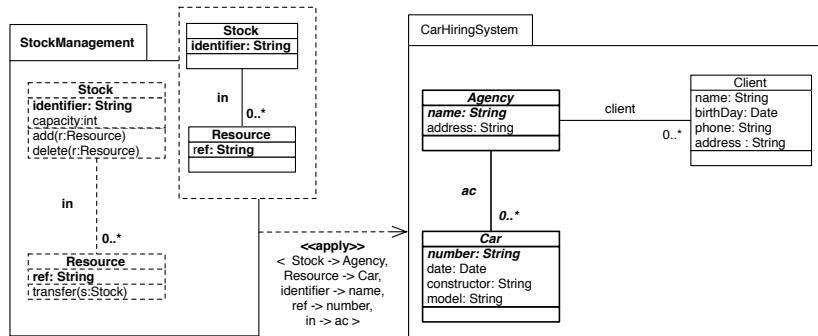 StockManagement
Stock
identifier: String
capacity:int
add(r:Resource)
delete(r:Resource)
in
0..*
Resource
ref: String
transfer(s:Stock)
Stock
identifier: String
in
0..*
Resource
ref: String
<<apply>>
< Stock -> Agency,
Resource -> Car,
identifier -> name,
ref -> number,
in -> ac >
CarHiringSystem
Agency
name: String
address: String
client
0..*
Client
name: String
birthDay: Date
phone: String
address : String
ac
0..*
Car
number: String
date: Date
constructor: String
model: String